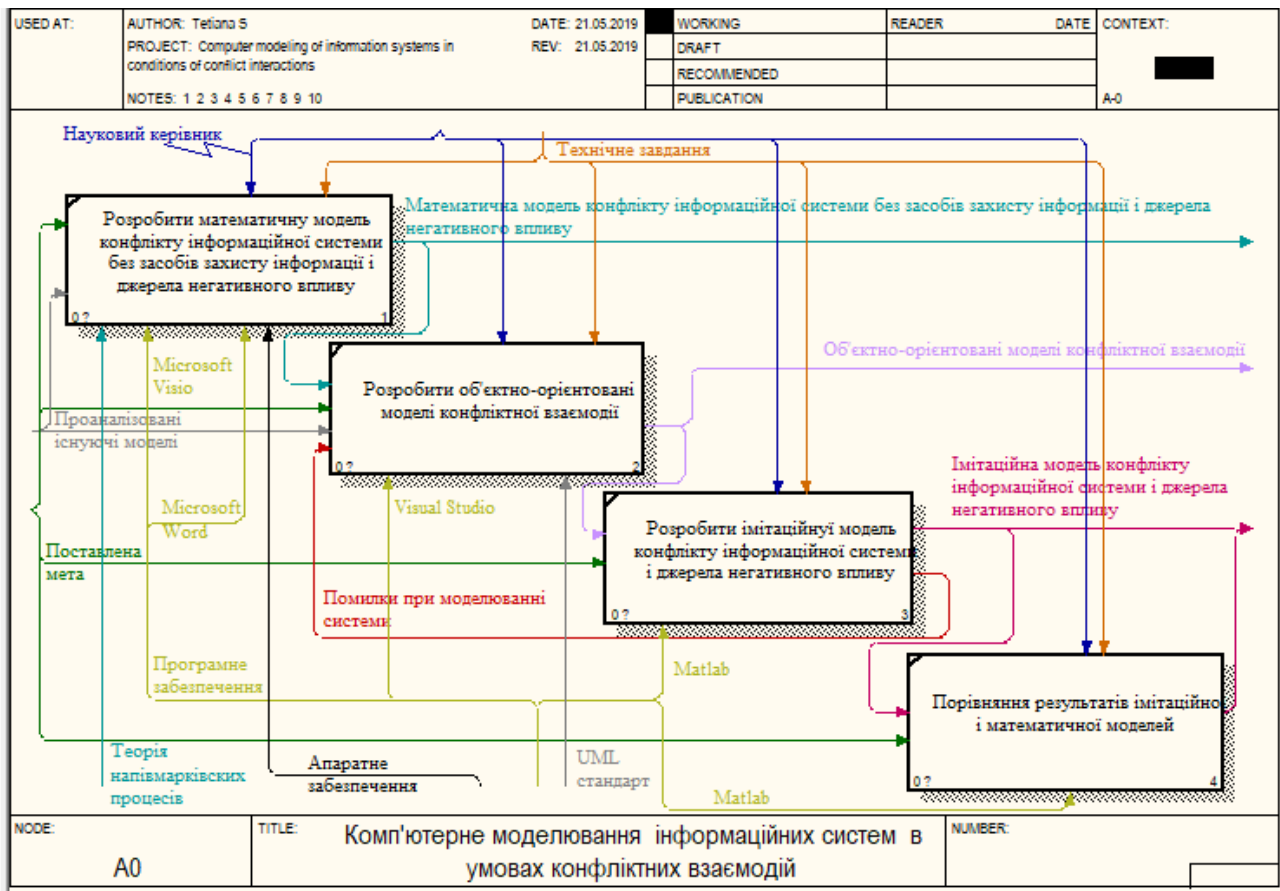 USED AT:
AUTHOR: Tetiana S
DATE: 21.05.2019
PROJECT: Computer modeling of information systems in
conditions of conflict interactions
REV: 21.05.2019
NOTES: 1 2 3 4 5 6 7 8 9 10
WORKING
DRAFT
RECOMMENDED
PUBLICATION
READER
DATE
CONTEXT:
A-0
Науковий керівник
Технічне завдання
Розробити математичну модель
конфлікту інформаційної системи
без засобів захисту інформації і
джерела негативного впливу
0 ?
1
Математична модель конфлікту інформаційної системи без засобів захисту інформації і джерела
негативного впливу
Microsoft
Visio
Розробити об'єктно-орієнтовані
моделі конфліктної взаємодії
0 ?
2
Об'єктно-орієнтовані моделі конфліктної взаємодії
Проаналізовані
існуючі моделі
Імітаційна модель конфлікту
інформаційної системи і джерела
негативного впливу
Microsoft
Word
Visual Studio
Розробити імітаційнуї модель
конфлікту інформаційної системи
і джерела негативного впливу
0 ?
3
Поставлена
мета
Помилки при моделюванні
системи
Програмне
забезпечення
Matlab
Порівняння результатів імітаційно
і математичної моделей
0 ?
4
Теорія
напівмарківских
процесів
Апаратне
забезпечення
UML
стандарт
Matlab
NODE:
A0
TITLE:
Комп'ютерне моделювання інформаційних систем в
умовах конфліктних взаємодій
NUMBER: